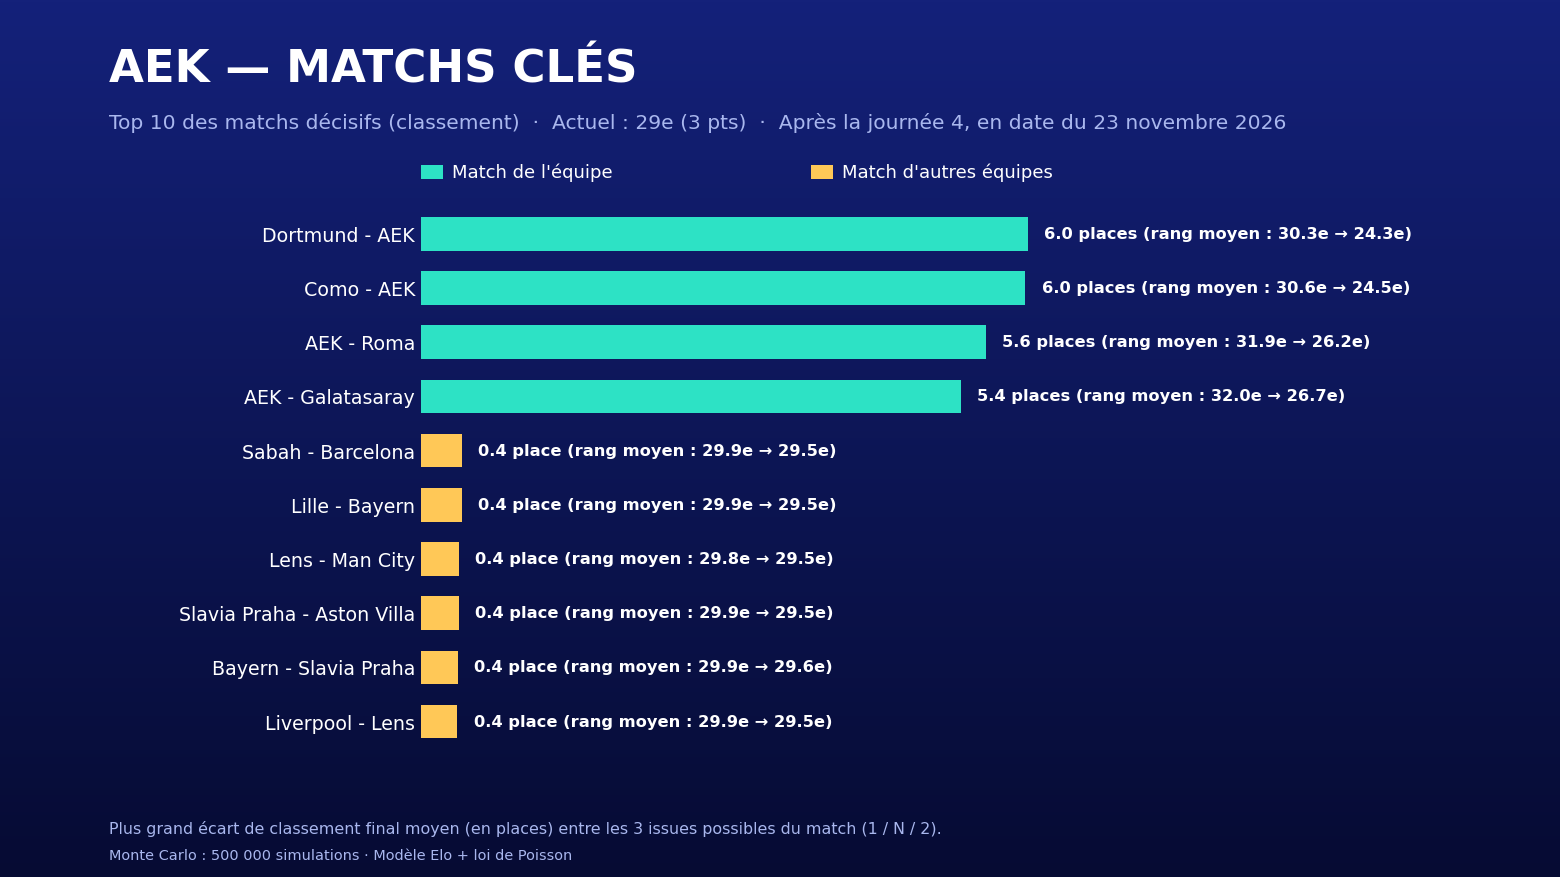 AEK — MATCHS CLÉS
Top 10 des matchs décisifs (classement) · Actuel : 29e (3 pts) · Après la journée 4, en date du 23 novembre 2026
Match de l'équipe
Match d'autres équipes
Dortmund - AEK 6.0 places (rang moyen : 30.3e → 24.3e)
Como - AEK 6.0 places (rang moyen : 30.6e → 24.5e)
AEK - Roma 5.6 places (rang moyen : 31.9e → 26.2e)
AEK - Galatasaray 5.4 places (rang moyen : 32.0e → 26.7e)
Sabah - Barcelona 0.4 place (rang moyen : 29.9e → 29.5e)
Lille - Bayern 0.4 place (rang moyen : 29.9e → 29.5e)
Lens - Man City 0.4 place (rang moyen : 29.8e → 29.5e)
Slavia Praha - Aston Villa 0.4 place (rang moyen : 29.9e → 29.5e)
Bayern - Slavia Praha 0.4 place (rang moyen : 29.9e → 29.6e)
Liverpool - Lens 0.4 place (rang moyen : 29.9e → 29.5e)
Plus grand écart de classement final moyen (en places) entre les 3 issues possibles du match (1 / N / 2).
Monte Carlo : 500 000 simulations · Modèle Elo + loi de Poisson